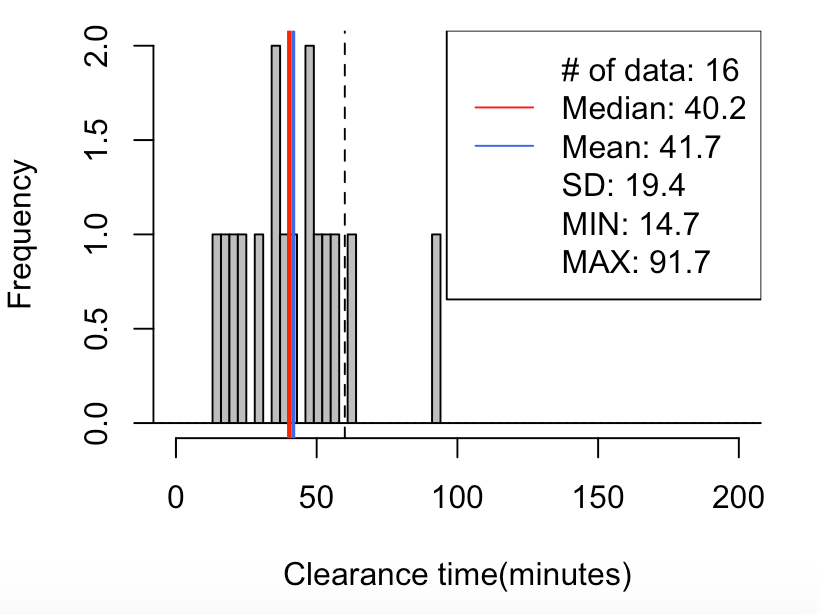 # of data: 16
Median: 40.2
Mean: 41.7
SD: 19.4
MIN: 14.7
MAX: 91.7
Frequency
2.0
1.5
1.0
0.5
0.0
0 50 100 150 200
Clearance time(minutes)